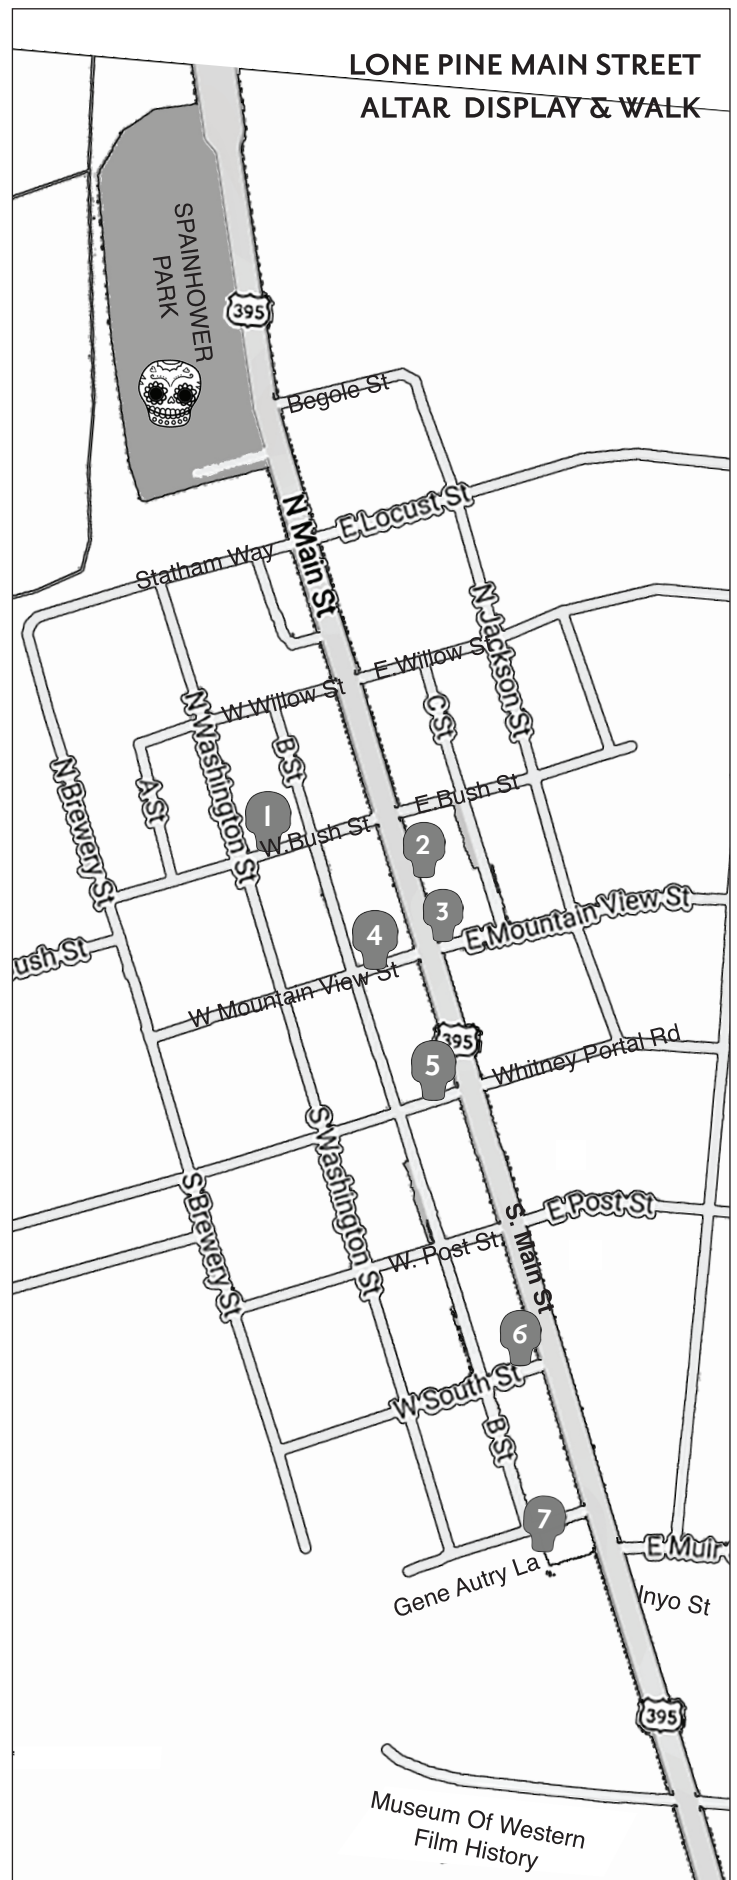 LONE PINE MAIN STREET
ALTAR DISPLAY & WALK
SPAINHOWER
PARK
395
Begole St
E Locust St
N Main St
Statham Way
N Jackson St
E Willow St
W.Willow St
C St
N Washington St
B St
N Brewery St
A St
E Bush St
1
W.Bush St
2
3
4
E Mountain View St
ush St
W Mountain View St
395
5
Whitney Portal Rd
S Washington St
S Brewery St
E Post St
S. Main St
W. Post St.
6
W South St
B St
7
E Muir
Gene Autry La
Inyo St
395
Museum Of Western
Film History